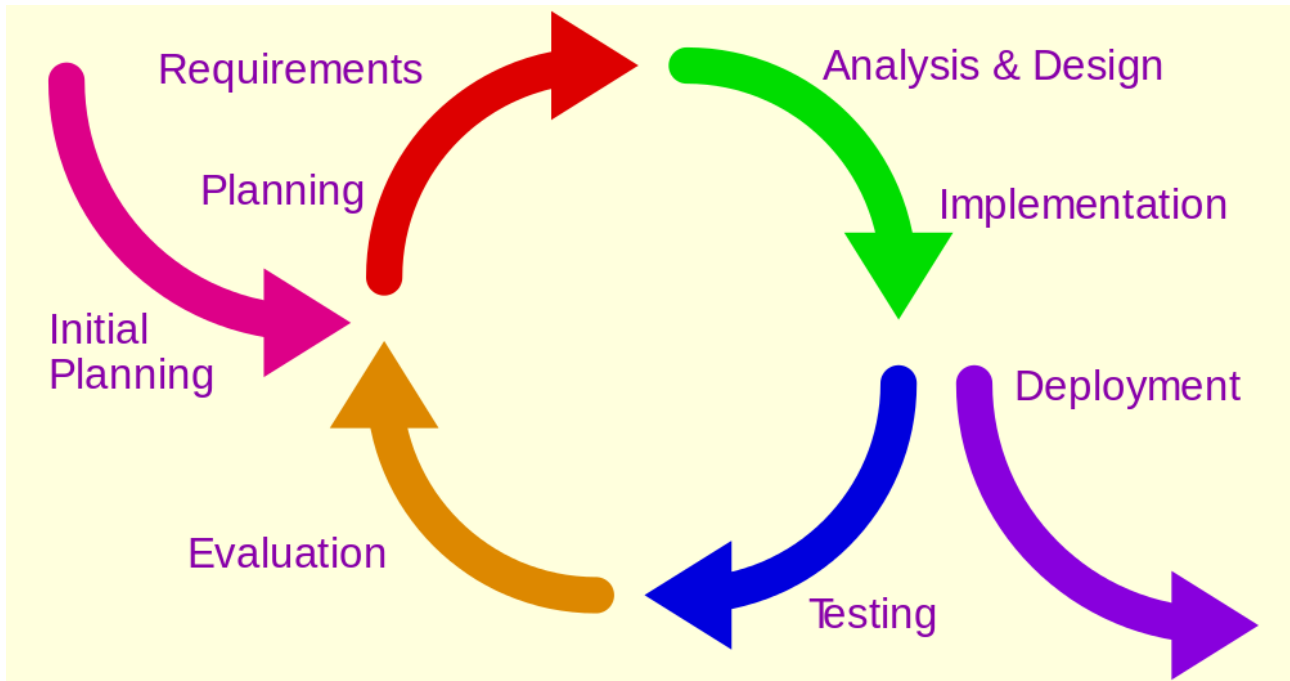 Requirements
Analysis & Design
Planning
Implementation
Initial
Planning
Deployment
Evaluation
Testing